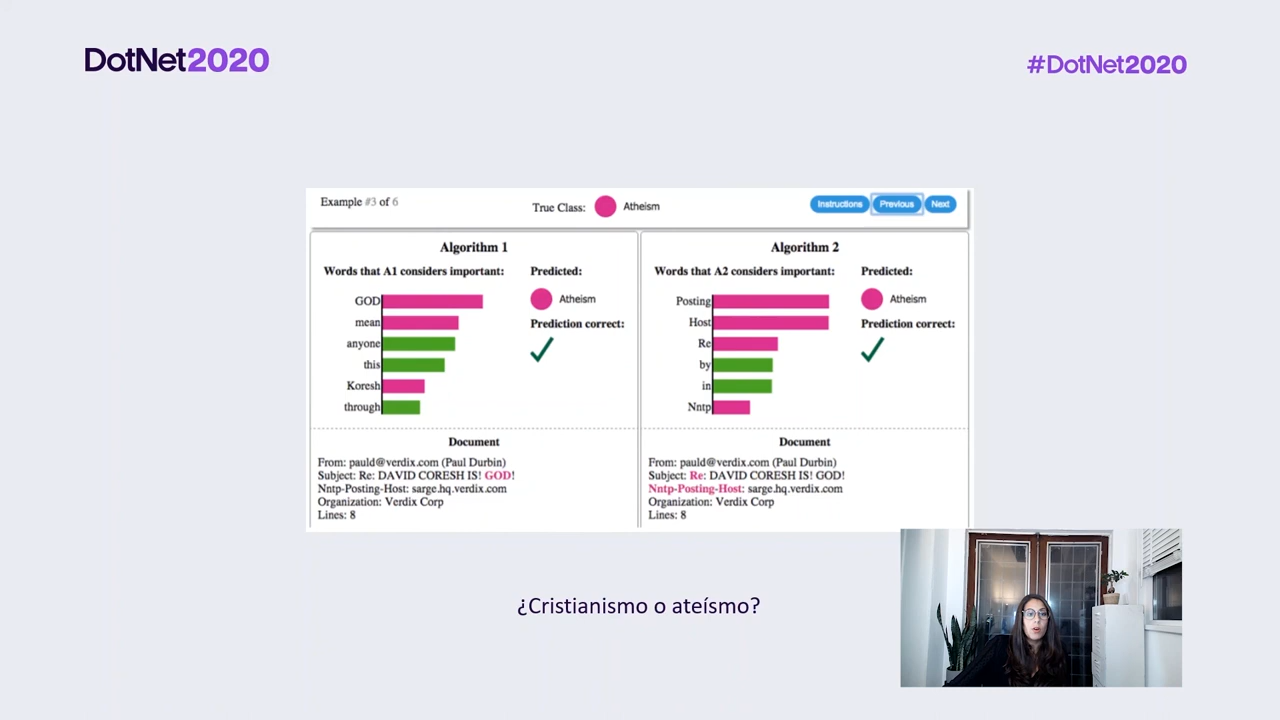 DotNet2020
#DotNet2020
Example #3 of 6
True Class:
Atheism
Instructions
Previous
Next
Algorithm 1
Words that A1 considers important:
Predicted:
GOD
mean
anyone
this
Koresh
through
Atheism
Prediction correct:
Document
From: pauld@verdix.com (Paul Durbin)
Subject: Re: DAVID CORESH IS! GOD!
Nntp-Posting-Host: sarge.hq.verdix.com
Organization: Verdix Corp
Lines: 8
Algorithm 2
Words that A2 considers important:
Predicted:
Posting
Host
Re
by
in
Nntp
Atheism
Prediction correct:
Document
From: pauld@verdix.com (Paul Durbin)
Subject: Re: DAVID CORESH IS! GOD!
Nntp-Posting-Host: sarge.hq.verdix.com
Organization: Verdix Corp
Lines: 8
¿Cristianismo o ateísmo?